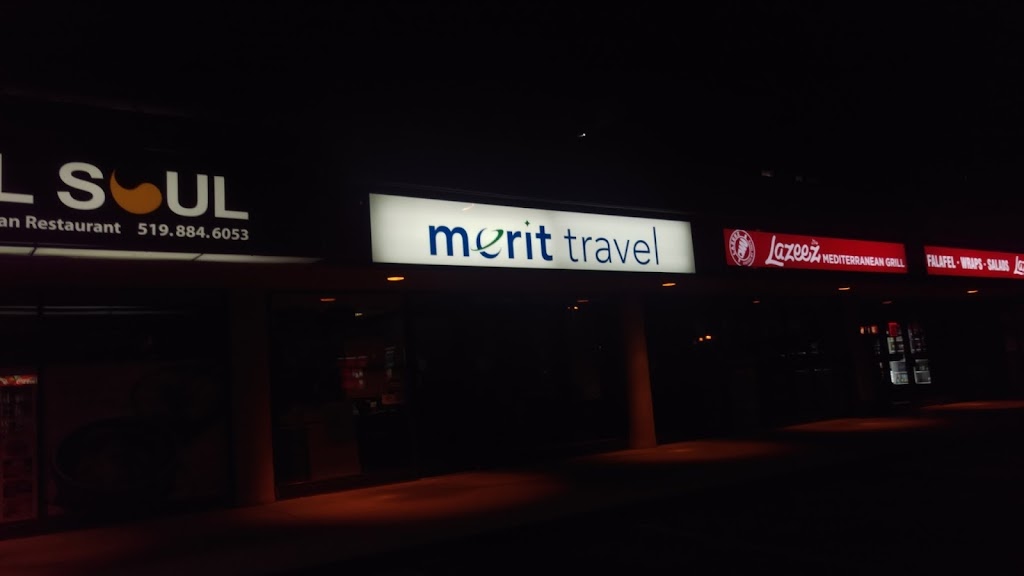 L SOUL
an Restaurant 519.884.6053
merit travel
Lazeez MEDITERRANEAN GRILL
FALAFEL · WRAPS · SALADS